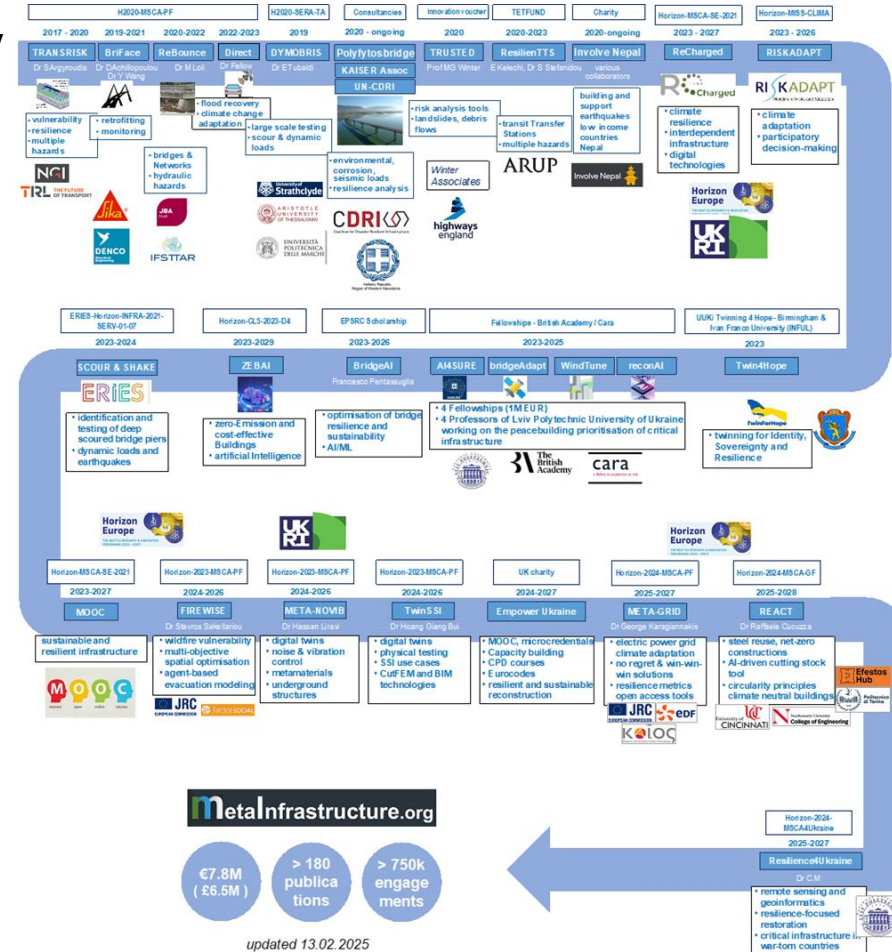 H2020-MSCA-PF
H2020-SERA-TA
Consultancies
Innovation voucher
TETFUND
Charity
Horizon-MSCA-SE-2021
Horizon-MISS-CLIMA
2017 - 2020
2019-2021
2020-2022
2022-2023
2019
2020 - ongoing
2020
2020-2023
2020-ongoing
2023 - 2027
2023 - 2026
TRANSRISK
BriFace
ReBounce
Direct
DYMOBRIS
Polyfytosbridge
TRUSTED
ResilienTTS
Involve Nepal
ReCharged
RISKADAPT
Dr SArgyroudis
Dr DAchillopoulou
Dr Y Wang
Dr M Loli
Dr Fellow
Dr ETubaldi
KAISER Assoc
UN-CDRI
Prof MG Winter
E Kelechi, Dr S Stefanidou
various
collaborators
• vulnerability
• resilience
• multiple
hazards
• retrofitting
• monitoring
• bridges &
Networks
• hydraulic
hazards
• flood recovery
• climate change
adaptation
• large scale testing
• scour & dynamic
loads
• environmental,
corrosion,
seismic loads
• resilience analysis
• risk analysis tools
• landslides, debris
flows
• transit Transfer
Stations
• multiple hazards
building and
support
earthquakes
low income
countries
Nepal
• climate
resilience
• interdependent
infrastructure
• digital
technologies
• climate
adaptation
• participatory
decision-making
NGI
TRL THE FUTURE
OF TRANSPORT
Sika
DENCO
JBA
IFSTTAR
University of
Strathclyde
ARISTOTLE
UNIVERSITY
OF THESSALONIKI
UNIVERSITÀ
POLITECNICA
DELLE MARCHE
CDRI
Winter
Associates
highways
england
ARUP
Involve Nepal
ReCharged
RISKADAPT
Horizon
Europe
UKRI
ERIES-Horizon-INFRA-2021-
SERV-01-07
Horizon-CL5-2023-D4
EPSRC Scholarship
Fellowships - British Academy / Cara
UUKi Twinning 4 Hope- Birmingham &
Ivan Franco University (INFUL)
2023-2024
2023-2029
2023-2026
2023-2025
2023
SCOUR & SHAKE
ZEBAI
BridgeAI
AI4SURE
bridgeAdapt
WindTune
reconAI
Twin4Hope
Francesco Pentassuglia
ERIES
• identification and
testing of deep
scoured bridge piers
• dynamic loads and
earthquakes
• zero-Emission and
cost-effective
Buildings
• artificial Intelligence
• optimisation of bridge
resilience and
sustainability
• AI/ML
• 4 Fellowships (1MEUR)
• 4 Professors of Lviv Polytechnic University of Ukraine
working on the peacebuilding prioritisation of critical
infrastructure
The
British
Academy
cara
TwinForHope
• twinning for Identity,
Sovereignty and
Resilience
Horizon
Europe
UKRI
Horizon
Europe
Horizon-MSCA-SE-2021
Horizon-2023-MSCA-PF
Horizon-2023-MSCA-PF
Horizon-2023-MSCA-PF
UK charity
Horizon-2024-MSCA-PF
Horizon-2024-MSCA-GF
2023-2027
2024-2026
2024-2026
2024-2026
2024-2027
2025-2027
2025-2028
MOOC
FIREWISE
META-NOVIB
TwinSSI
Empower Ukraine
META-GRID
REACT
Dr Stavros Sakellariou
Dr Hassan Liravi
Dr Hoang Giang Bui
Dr George Karagiannakis
Dr Raffaele Cucuzza
sustainable and
resilient infrastructure
• wildfire vulnerability
• multi-objective
spatial optimisation
• agent-based
evacuation modeling
• digital twins
• noise & vibration
control
• metamaterials
• underground
structures
• digital twins
• physical testing
• SSI use cases
• CutFEM and BIM
technologies
• MOOC, microcredentials
• Capacity building
• CPD courses
• Eurocodes
• resilient and sustainable
reconstruction
• electric power grid
climate adaptation
• no regret & win-win-
win solutions
• resilience metrics
open access tools
• steel reuse, net-zero
constructions
• AI-driven cutting stock
tool
• circularity principles
climate neutral buildings
MOOC
JRC
EUROPEAN COMMISSION
factorSOCIAL
JRC
EUROPEAN COMMISSION
eDF
University of
CINCINNATI
College of Engineering
Efestos
Hub
Politecnico
di Torino
metaInfrastructure.org
€7.8M
( £6.5M )
> 180
publica
tions
> 750k
engage
ments
updated 13.02.2025
Horizon-2024-
MSCA4Ukraine
2025-2027
Resilience4Ukraine
Dr C.M
• remote sensing and
geoinformatics
• resilience-focused
restoration
• critical infrastructure in
war-torn countries